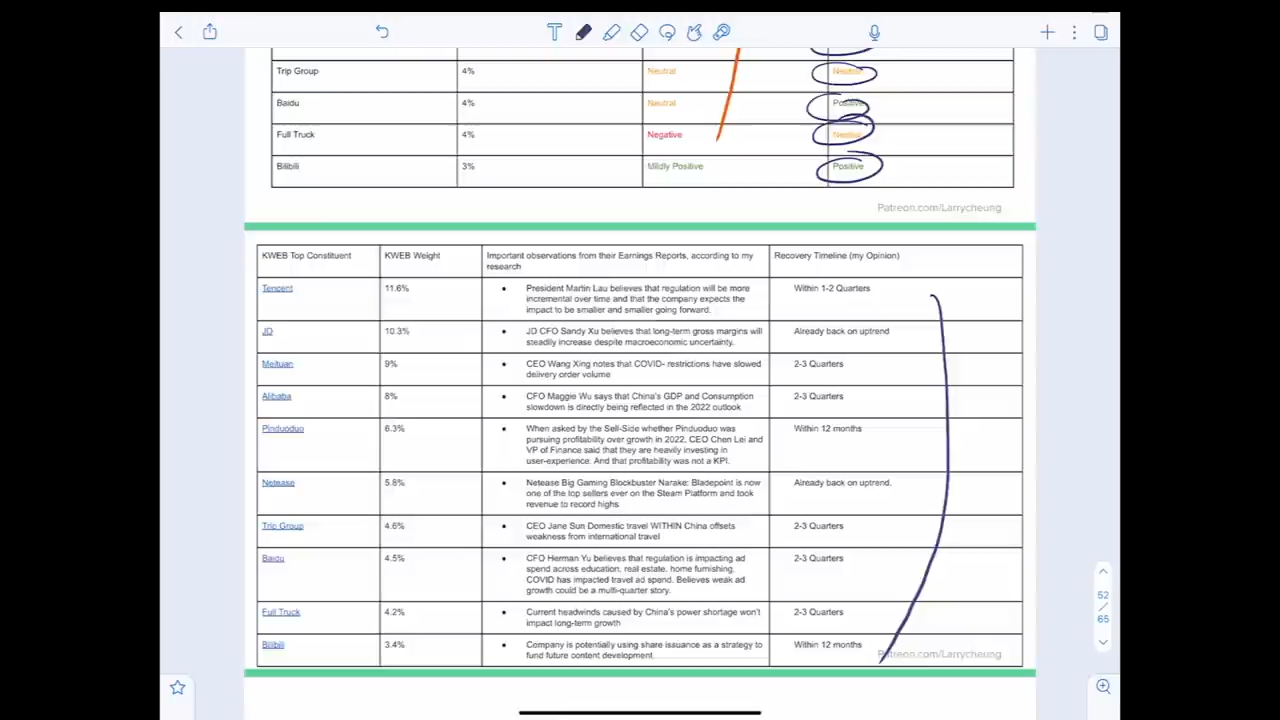 Trip Group 4% Neutral Neutral
Baidu 4% Neutral Positive
Full Truck 4% Negative Neutral
Bilibili 3% Mildly Positive Positive
Patreon.com/Larrycheung
KWEB Top Constituent KWEB Weight Important observations from their Earnings Reports, according to my Recovery Timeline (my Opinion)
research
Tencent 11.6% • President Martin Lau believes that regulation will be more Within 1-2 Quarters
incremental over time and that the company expects the
impact to be smaller and smaller going forward.
JD 10.3% • JD CFO Sandy Xu believes that long-term gross margins will Already back on uptrend
steadily increase despite macroeconomic uncertainty.
Meituan 9% • CEO Wang Xing notes that COVID- restrictions have slowed 2-3 Quarters
delivery order volume
Alibaba 8% • CFO Maggie Wu says that China's GDP and Consumption 2-3 Quarters
slowdown is directly being reflected in the 2022 outlook
Pinduoduo 6.3% • When asked by the Sell-Side whether Pinduoduo was Within 12 months
pursuing profitability over growth in 2022, CEO Chen Lei and
VP of Finance said that they are heavily investing in
user-experience. And that profitability was not a KPI.
Netease 5.8% • Netease Big Gaming Blockbuster Narake: Bladepoint is now Already back on uptrend.
one of the top sellers ever on the Steam Platform and took
revenue to record highs
Trip Group 4.6% • CEO Jane Sun Domestic travel WITHIN China offsets 2-3 Quarters
weakness from international travel
Baidu 4.5% • CFO Herman Yu believes that regulation is impacting ad 2-3 Quarters
spend across education, real estate, home furnishing.
COVID has impacted travel ad spend. Believes weak ad
growth could be a multi-quarter story.
Full Truck 4.2% • Current headwinds caused by China's power shortage won't 2-3 Quarters
impact long-term growth
Bilibili 3.4% • Company is potentially using share issuance as a strategy to Within 12 months
fund future content development
Patreon.com/Larrycheung
52
/
65